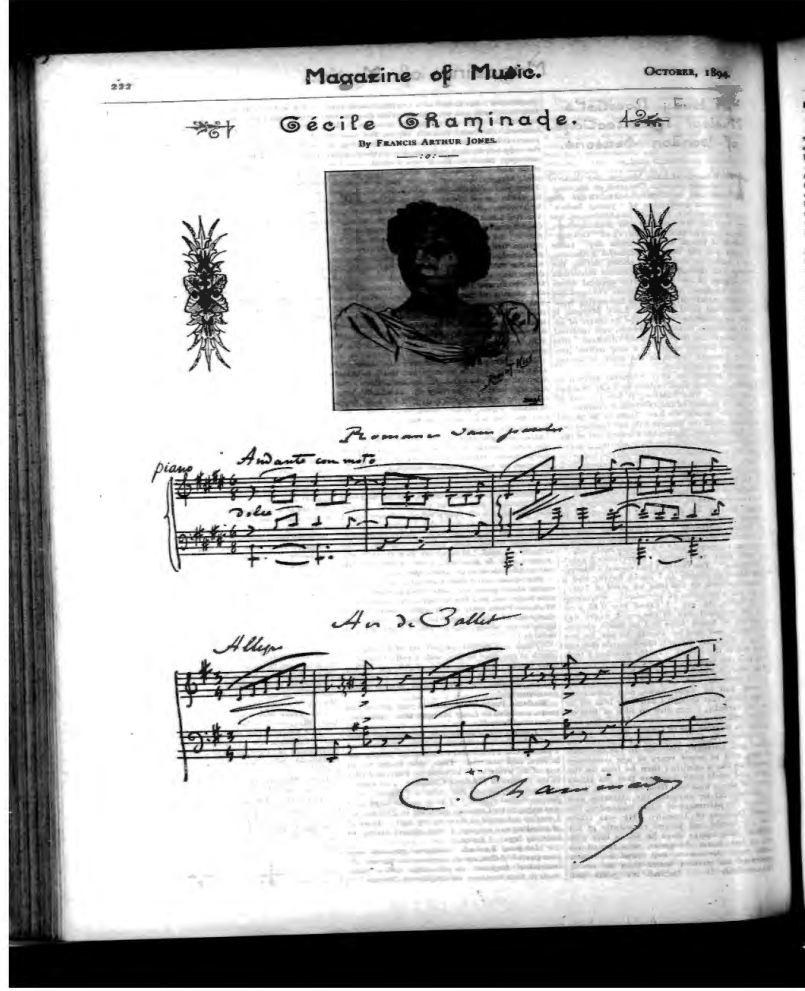 222
Magazine of Music.
OCTOBER, 1894.
Cécile Chaminade.
BY FRANCIS ARTHUR JONES.
Romance sans paroles
piano
Andante con moto
dolce
Air de Ballet
Allegro
C. Chaminade